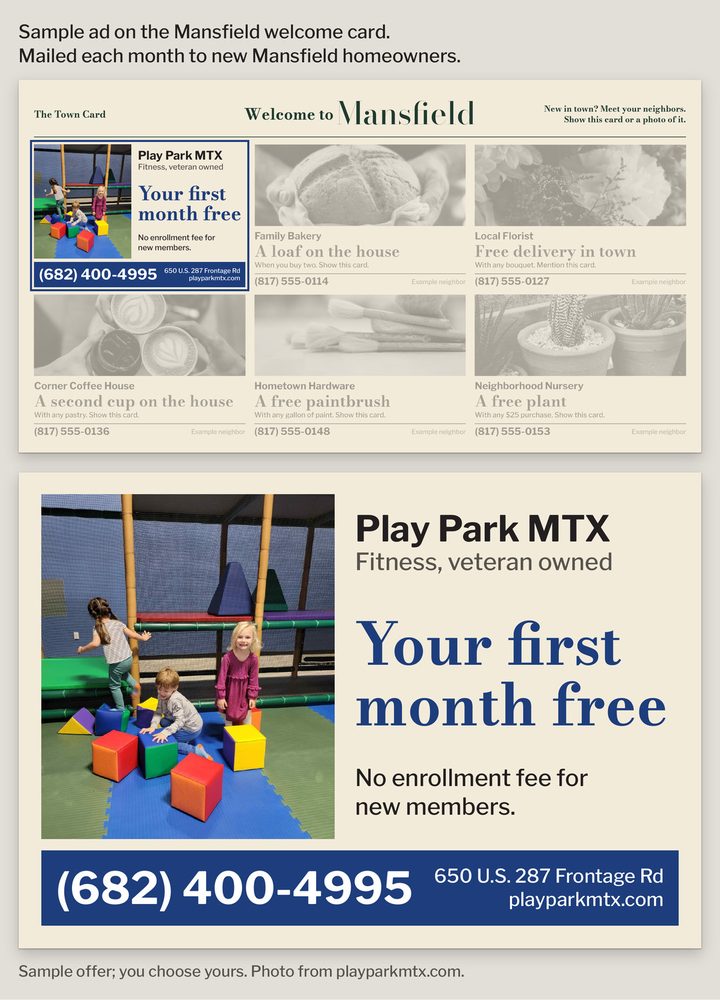 Sample ad on the Mansfield welcome card.
Mailed each month to new Mansfield homeowners.
The Town Card
Welcome to Mansfield
New in town? Meet your neighbors.
Show this card or a photo of it.
Play Park MTX
Fitness, veteran owned
Your first
month free
No enrollment fee for
new members.
(682) 400-4995
650 U.S. 287 Frontage Rd
playparkmtx.com
Family Bakery
A loaf on the house
When you buy two. Show this card.
(817) 555-0114
Example neighbor
Local Florist
Free delivery in town
With any bouquet. Mention this card.
(817) 555-0127
Example neighbor
Corner Coffee House
A second cup on the house
With any pastry. Show this card.
(817) 555-0136
Example neighbor
Hometown Hardware
A free paintbrush
With any gallon of paint. Show this card.
(817) 555-0148
Example neighbor
Neighborhood Nursery
A free plant
With any $25 purchase. Show this card.
(817) 555-0153
Example neighbor
Play Park MTX
Fitness, veteran owned
Your first
month free
No enrollment fee for
new members.
(682) 400-4995
650 U.S. 287 Frontage Rd
playparkmtx.com
Sample offer; you choose yours. Photo from playparkmtx.com.